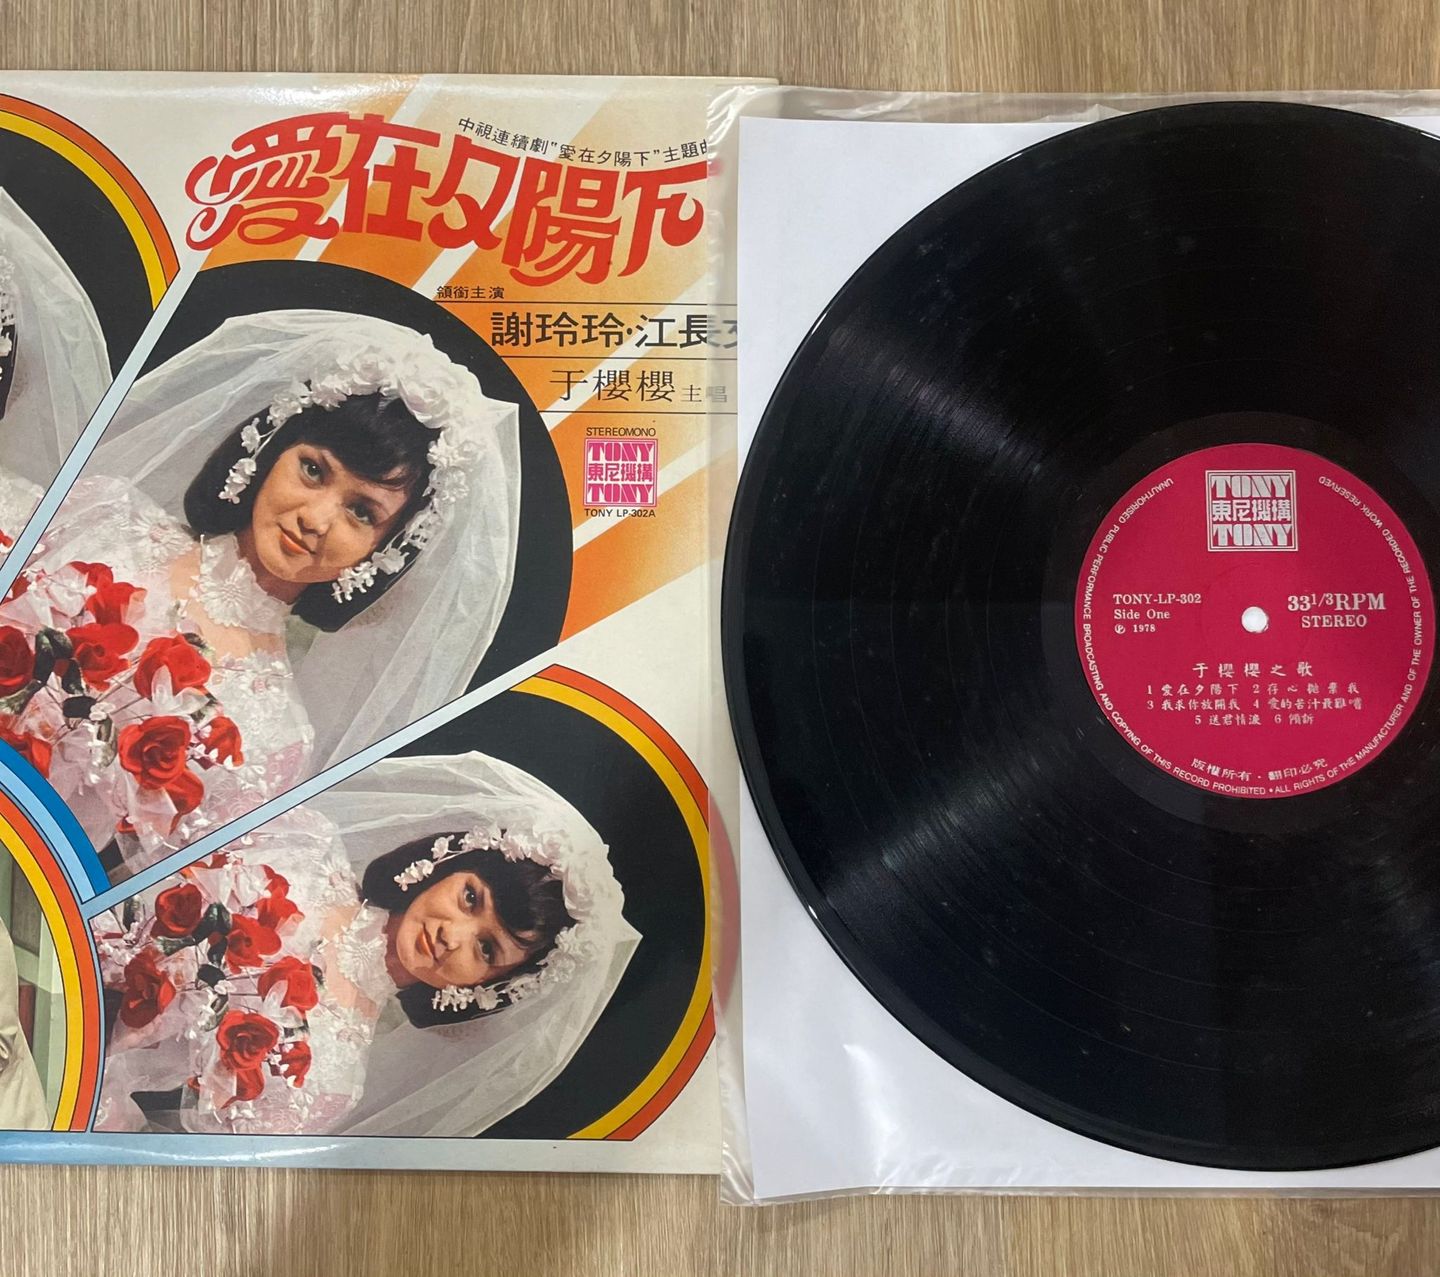 中視連續劇"愛在夕陽下"主題曲
愛在夕陽下
領銜主演
謝玲玲·江長文
于櫻櫻主唱
STEREOMONO
TONY
東尼機構
TONY
TONY LP-302A
TONY
東尼機構
TONY
UNAUTHORISED PUBLIC PERFORMANCE BROADCASTING AND COPYING OF THIS RECORD PROHIBITED • ALL RIGHTS OF THE MANUFACTURER AND OF THE OWNER OF THE RECORDED WORK RESERVED
TONY-LP-302
Side One
℗ 1978
33 1/3 RPM
STEREO
于櫻櫻之歌
1 愛在夕陽下 2 存心拋棄我
3 我求你放開我 4 愛的苦汁最難嚐
5 送君情淚 6 傾訴
版權所有·翻印必究